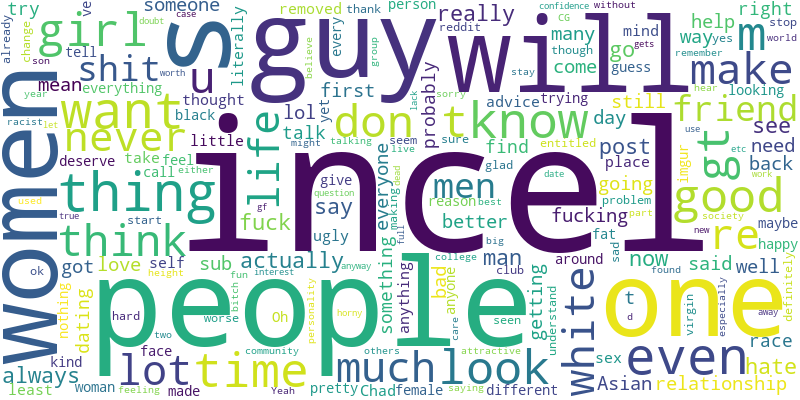 try
already
ve
someone
really
removed
thank
person
confidence
CG
without
many
mind
right
stop
girl
s
guy
will
m
change
doubt
tell
shit
u
literally
every
reddit
help
though
gets
way
yes
world
case
son
mean
everything
worth
believe
group
go
come
guess
remember
make
women
year
want
thought
yet
first
probably
stay
advice
trying
hear
looking
racist
let
never
black
lol
talk
don t
know
still
friend
sorry
lack
day
gt
see
use
etc
little
might
seem
sure
find
post
need
work
deserve
take
feel
life
talking
live
incel
glad
entitled
place
imgur
back
thing
call
either
give
men
reason
best
going
good
used
question
date
problem
true
start
fuck
say
everyone
making
dead
better
fucking
part
society
maybe
think
gf
ugly
full
big
fat
sad
re
new
happy
ok
got
love
self
sub
actually
something
man
around
now
said
well
definitely
nothing
height
fun
interest
anyway
college
club
found
away
dating
hard
worse
bitch
Oh
personality
horny
anything
bad
anyone
seen
getting
understand
people
one
white
t
d
virgin
especially
race
two
care
kind
face
community
others
attractive
sex
even
hate
always
lot
time
much
look
Asian
relationship
least
woman
feeling
made
Yeah
pretty
Chad
female
saying
different